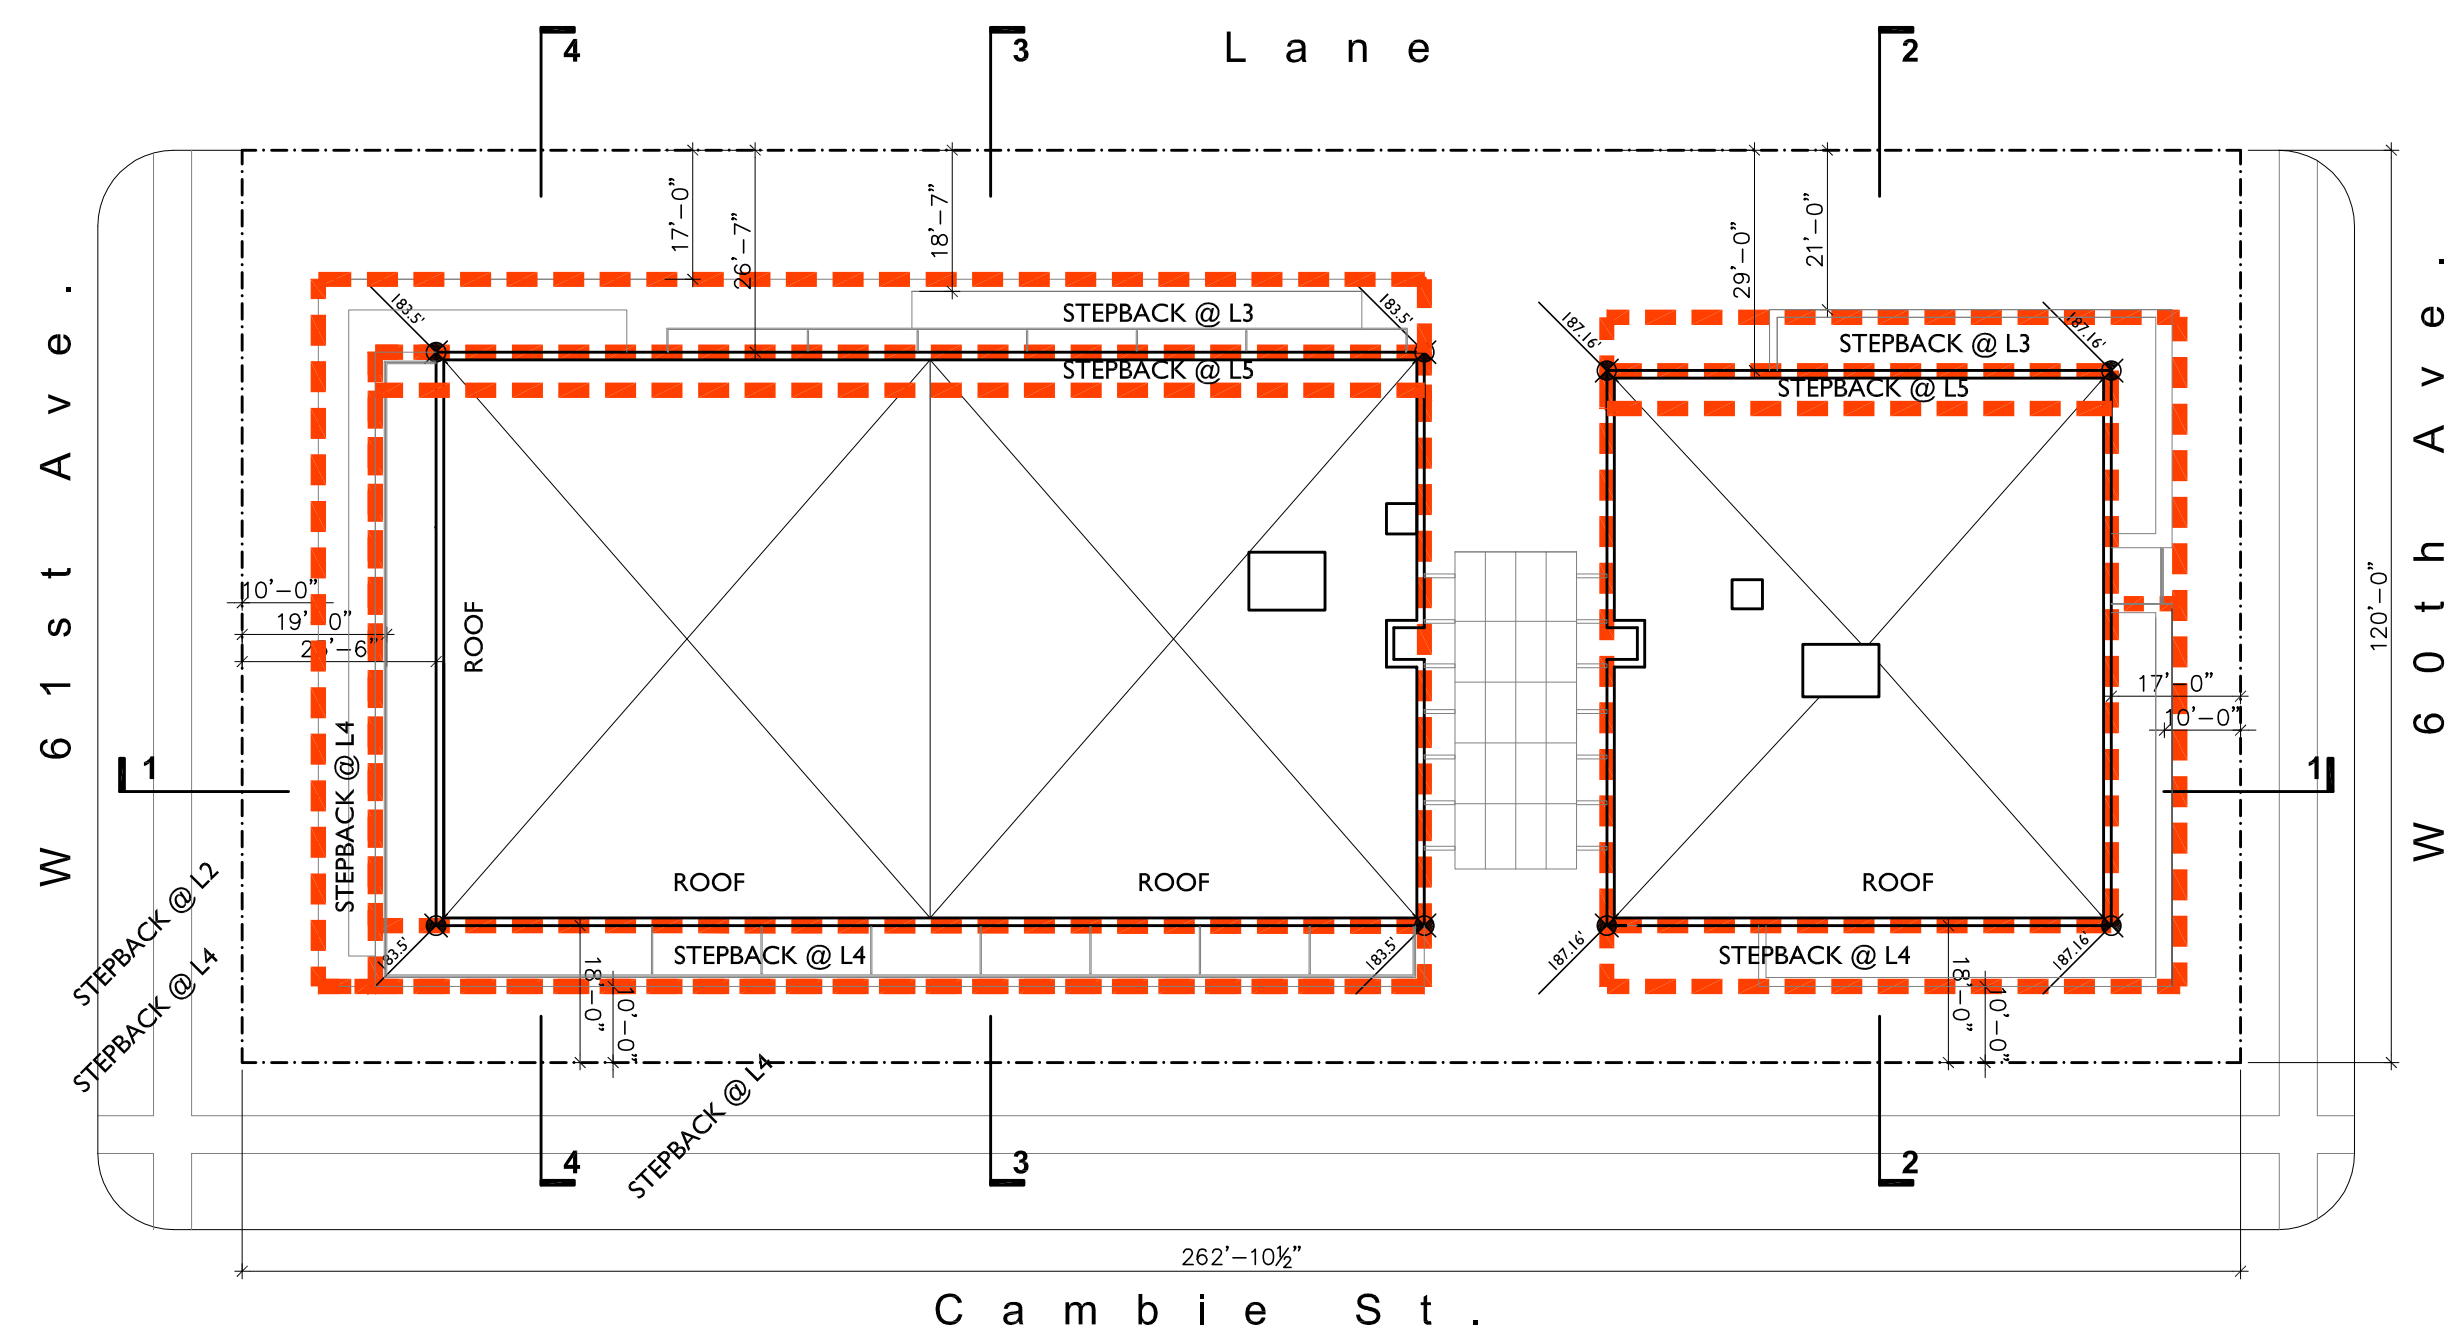 4
3
Lane
2
17'-0"
26'-7"
18'-7"
29'-0"
21'-0"
183.5'
183.5'
187.16'
187.16'
STEPBACK @ L3
STEPBACK @ L3
STEPBACK @ L5
STEPBACK @ L5
W 61st Ave.
W 60th Ave.
10'-0"
19'-0"
ROOF
120'-0"
17'-0"
10'-0"
1
1
STEPBACK @ L4
ROOF
ROOF
ROOF
STEPBACK @ L2
STEPBACK @ L4
183.5'
STEPBACK @ L4
183.5'
187.16'
STEPBACK @ L4
187.16'
18'-0"
10'-0"
18'-0"
10'-0"
STEPBACK @ L4
4
3
2
262'-10½"
Cambie St.